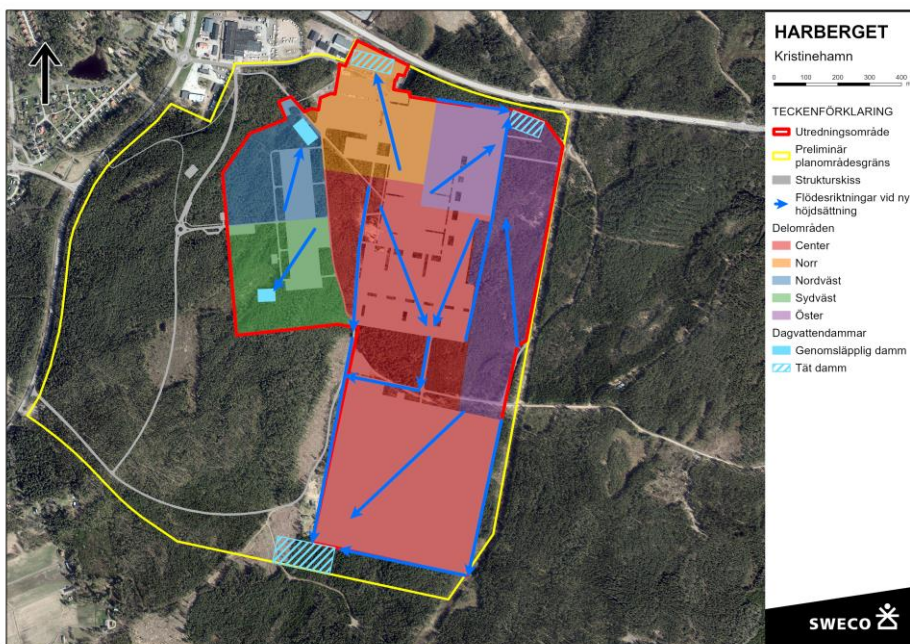 HARBERGET
Kristinehamn
0 100 200 300 400
m
TECKENFÖRKLARING
Utredningsområde
Preliminär
planområdesgräns
Strukturskiss
Flödesriktningar vid ny
höjdsättning
Delområden
Center
Norr
Nordväst
Sydväst
Öster
Dagvattendammar
Genomsläpplig damm
Tät damm
SWECO